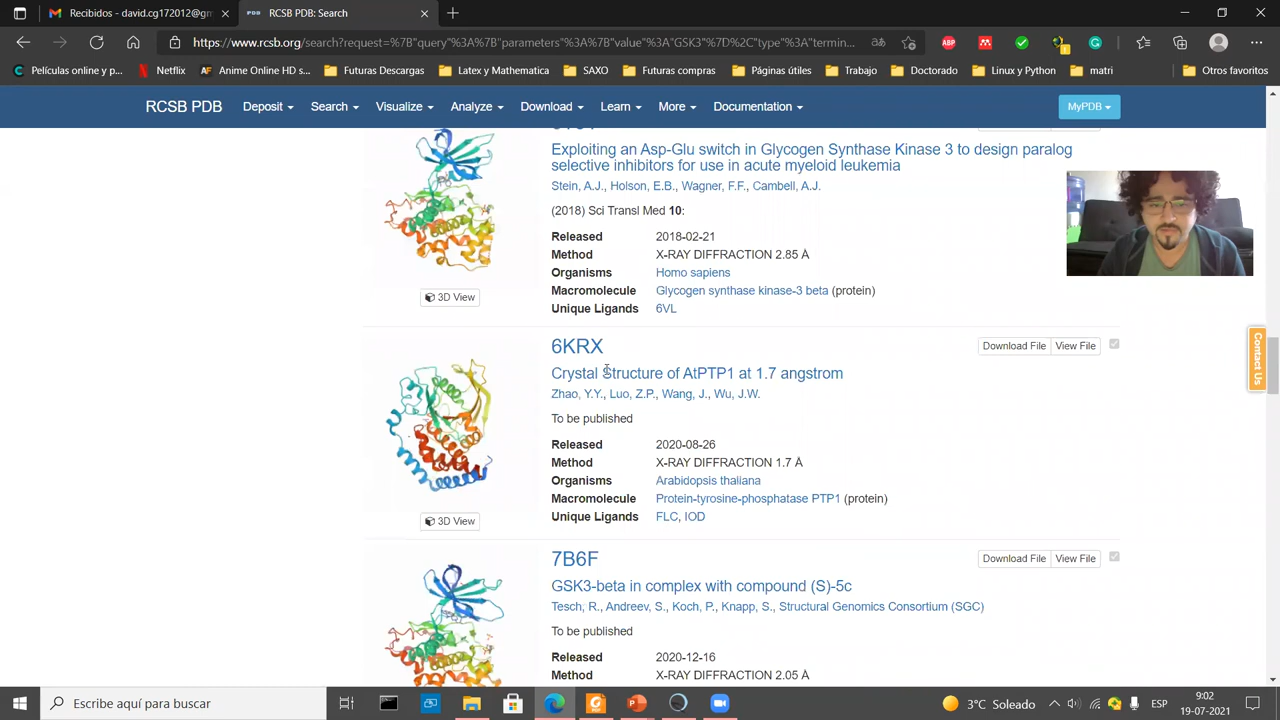 Recibidos - david.cg172012@gm
RCSB PDB: Search
https://www.rcsb.org/search?request=%7B"query"%3A%7B"parameters"%3A%7B"value"%3A"GSK3"%7D%2C"type"%3A"termin...
Películas online y p...
Netflix
Anime Online HD s...
Futuras Descargas
Latex y Mathematica
SAXO
Futuras compras
Páginas útiles
Trabajo
Doctorado
Linux y Python
matri
Otros favoritos
RCSB PDB
Deposit
Search
Visualize
Analyze
Download
Learn
More
Documentation
MyPDB
Exploiting an Asp-Glu switch in Glycogen Synthase Kinase 3 to design paralog
selective inhibitors for use in acute myeloid leukemia
Stein, A.J., Holson, E.B., Wagner, F.F., Cambell, A.J.
(2018) Sci Transl Med 10:
Released 2018-02-21
Method X-RAY DIFFRACTION 2.85 Å
Organisms Homo sapiens
Macromolecule Glycogen synthase kinase-3 beta (protein)
Unique Ligands 6VL
3D View
Contact Us
6KRX
Download File View File
Crystal Structure of AtPTP1 at 1.7 angstrom
Zhao, Y.Y., Luo, Z.P., Wang, J., Wu, J.W.
To be published
Released 2020-08-26
Method X-RAY DIFFRACTION 1.7 Å
Organisms Arabidopsis thaliana
Macromolecule Protein-tyrosine-phosphatase PTP1 (protein)
Unique Ligands FLC, IOD
3D View
7B6F
Download File View File
GSK3-beta in complex with compound (S)-5c
Tesch, R., Andreev, S., Koch, P., Knapp, S., Structural Genomics Consortium (SGC)
To be published
Released 2020-12-16
Method X-RAY DIFFRACTION 2.05 Å
Escribe aquí para buscar
3°C Soleado
ESP
9:02
19-07-2021